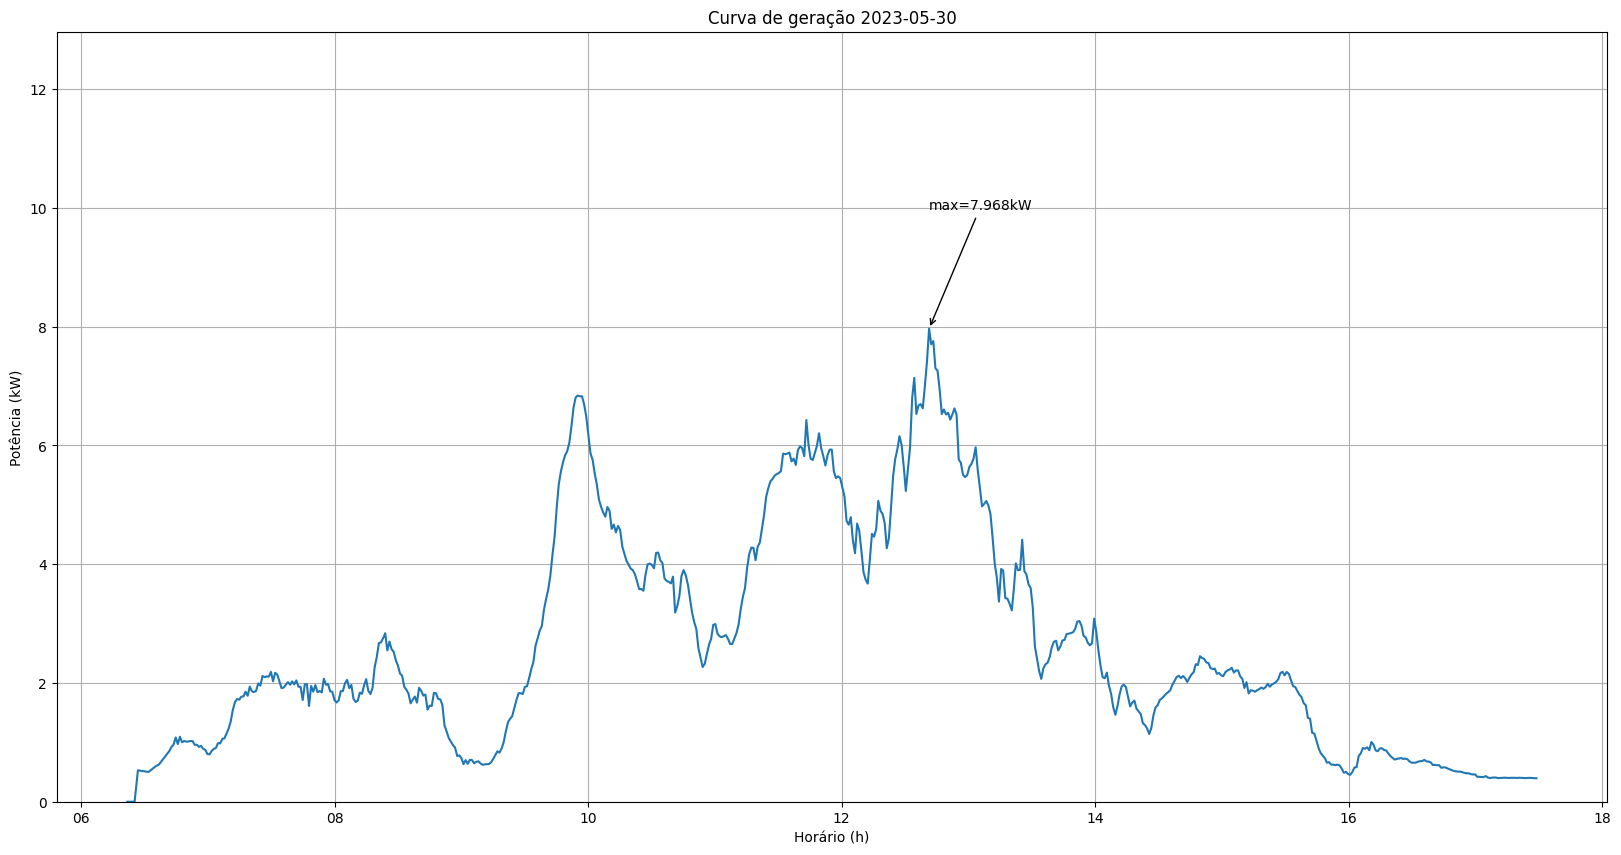 Curva de geração 2023-05-30
12
10
8
6
4
2
0
Potência (kW)
max=7.968kW
06 08 10 12 14 16 18
Horário (h)